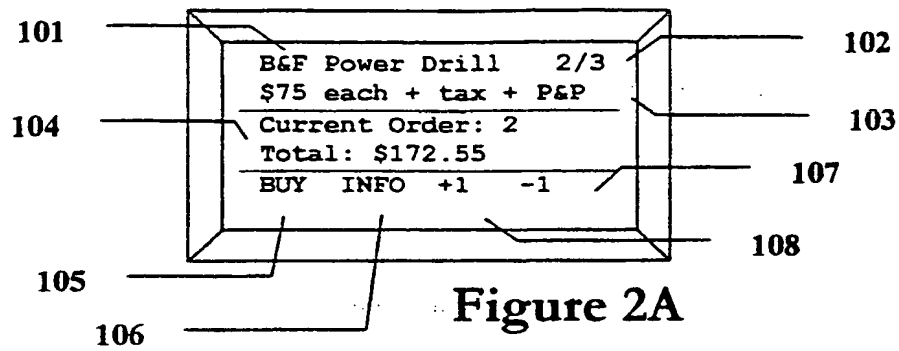 101
102
B&F Power Drill 2/3
$75 each + tax + P&P
103
104
Current Order: 2
Total: $172.55
107
BUY INFO +1 -1
108
105
106
Figure 2A